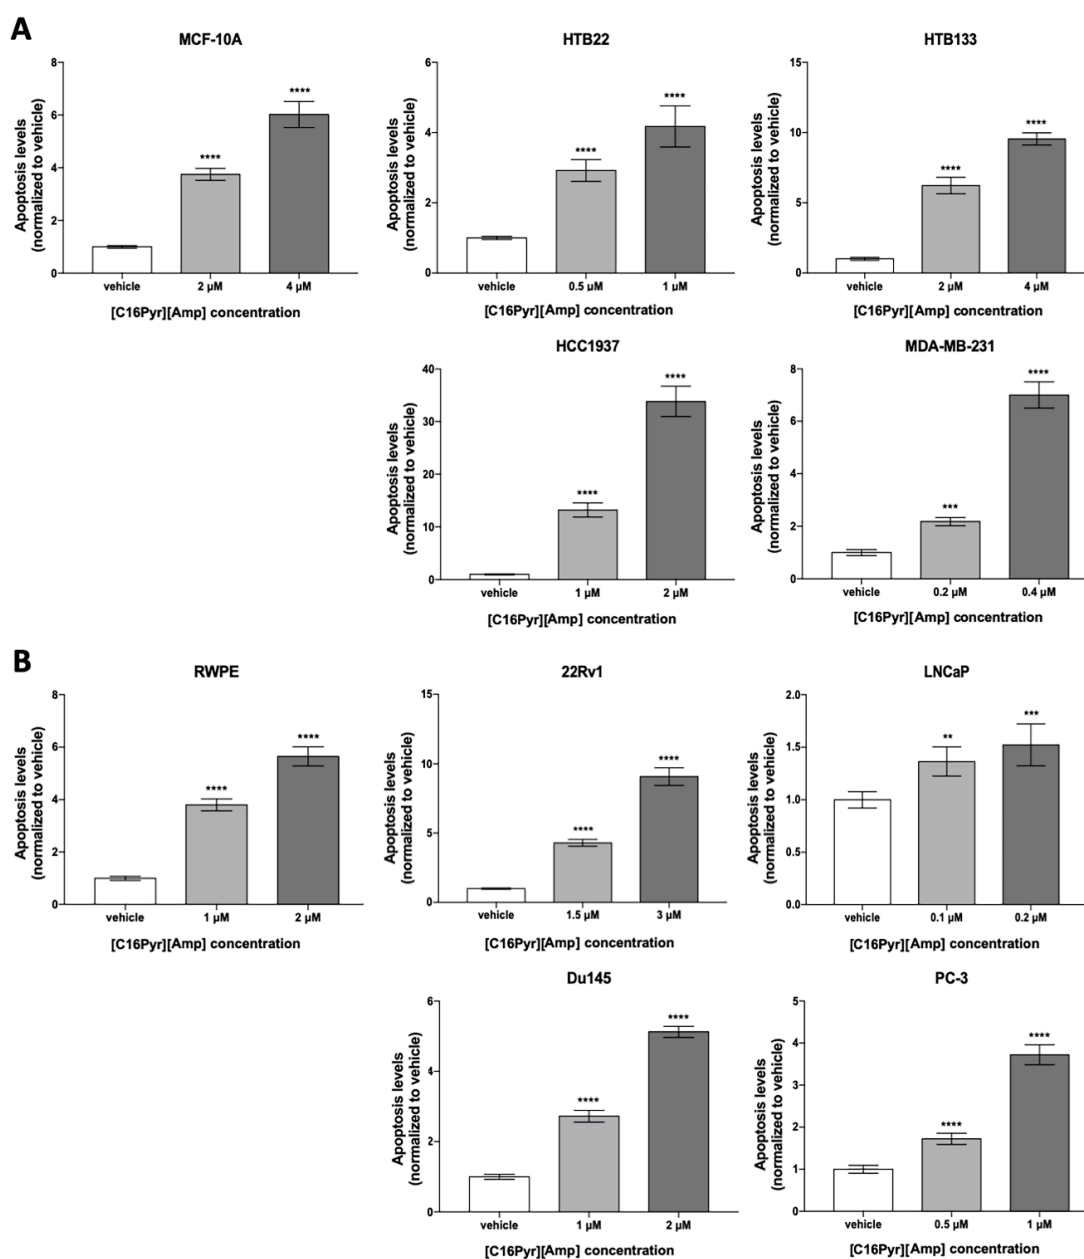 A
MCF-10A
Apoptosis levels
(normalized to vehicle)
8
6
4
2
0
****
****
vehicle
2 µM
4 µM
[C16Pyr][Amp] concentration
HTB22
Apoptosis levels
(normalized to vehicle)
6
4
2
0
****
****
vehicle
0.5 µM
1 µM
[C16Pyr][Amp] concentration
HTB133
Apoptosis levels
(normalized to vehicle)
15
10
5
0
****
****
vehicle
2 µM
4 µM
[C16Pyr][Amp] concentration
HCC1937
Apoptosis levels
(normalized to vehicle)
40
30
20
10
0
****
****
vehicle
1 µM
2 µM
[C16Pyr][Amp] concentration
MDA-MB-231
Apoptosis levels
(normalized to vehicle)
8
6
4
2
0
***
****
vehicle
0.2 µM
0.4 µM
[C16Pyr][Amp] concentration
B
RWPE
Apoptosis levels
(normalized to vehicle)
8
6
4
2
0
****
****
vehicle
1 µM
2 µM
[C16Pyr][Amp] concentration
22Rv1
Apoptosis levels
(normalized to vehicle)
15
10
5
0
****
****
vehicle
1.5 µM
3 µM
[C16Pyr][Amp] concentration
LNCaP
Apoptosis levels
(normalized to vehicle)
2.0
1.5
1.0
0.5
0.0
**
***
vehicle
0.1 µM
0.2 µM
[C16Pyr][Amp] concentration
Du145
Apoptosis levels
(normalized to vehicle)
6
4
2
0
****
****
vehicle
1 µM
2 µM
[C16Pyr][Amp] concentration
PC-3
Apoptosis levels
(normalized to vehicle)
5
4
3
2
1
0
****
****
vehicle
0.5 µM
1 µM
[C16Pyr][Amp] concentration